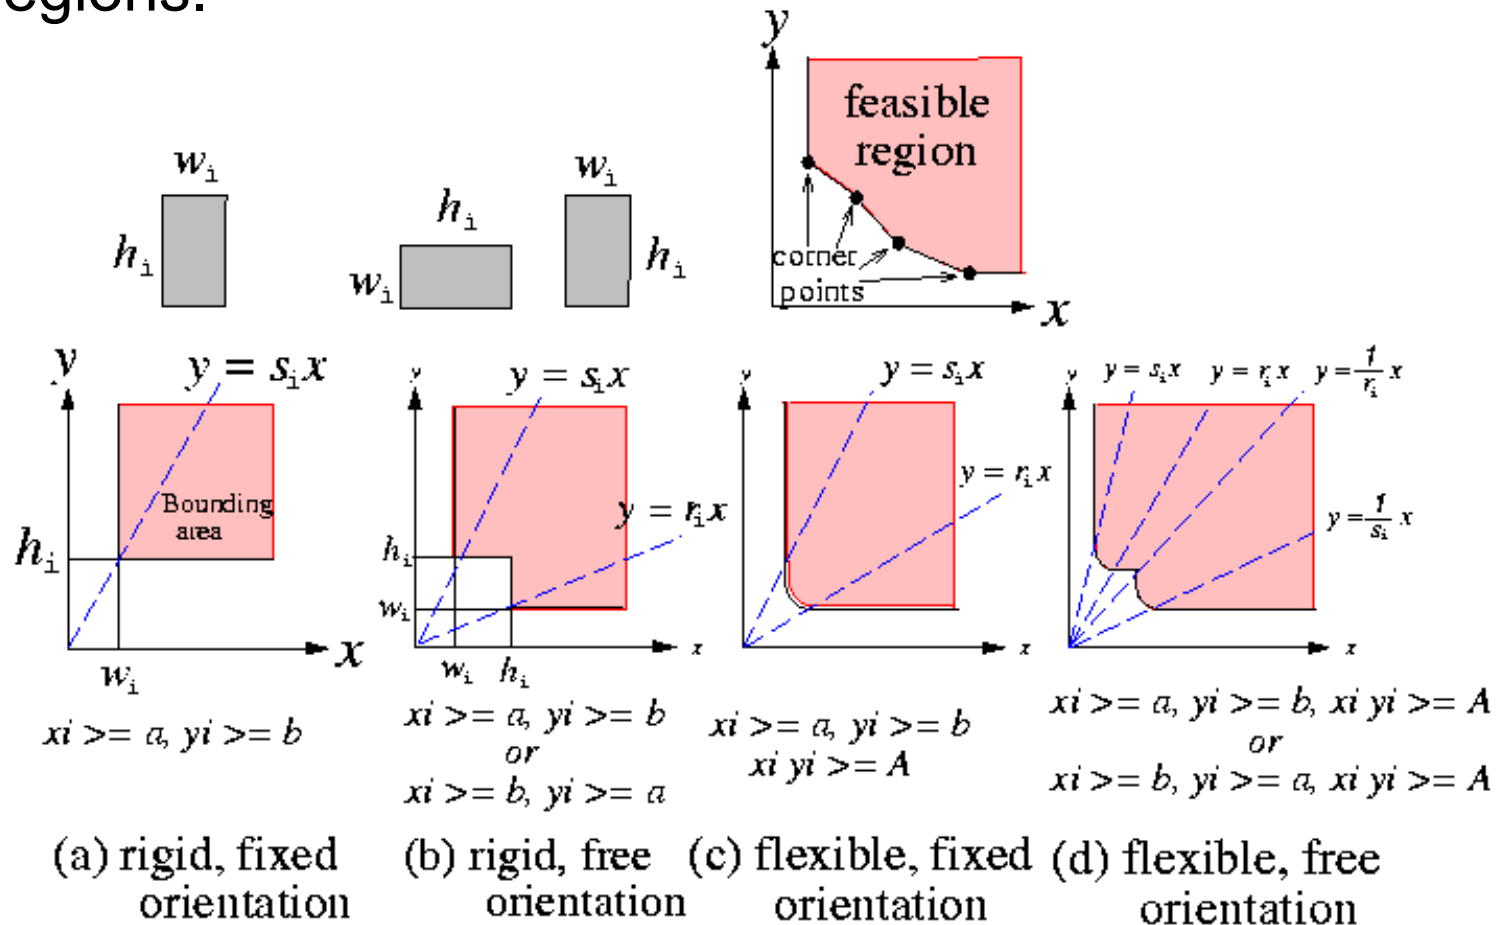 egions.
y
feasible
region
corner
points
x
w_i
h_i
h_i
w_i
w_i
h_i
y
y = s_i x
Bounding
area
h_i
w_i
x
xi >= a, yi >= b
(a) rigid, fixed
orientation
y
y = s_i x
y = r_i x
h_i
w_i
w_i
h_i
x
xi >= a, yi >= b
or
xi >= b, yi >= a
(b) rigid, free
orientation
y
y = s_i x
y = r_i x
x
xi >= a, yi >= b
xi yi >= A
(c) flexible, fixed
orientation
y
y = s_i x
y = r_i x
y = 1/r_i x
y = 1/s_i x
x
xi >= a, yi >= b, xi yi >= A
or
xi >= b, yi >= a, xi yi >= A
(d) flexible, free
orientation